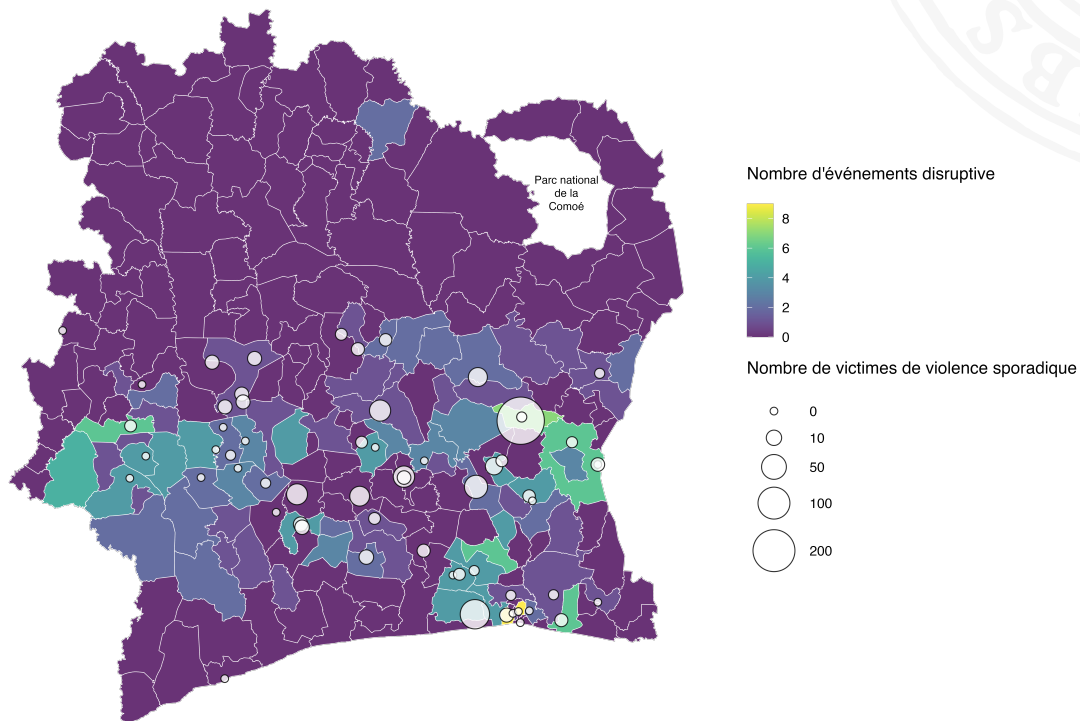 BS
Parc national
de la
Comoé
Nombre d'événements disruptive
8
6
4
2
0
Nombre de victimes de violence sporadique
0
10
50
100
200